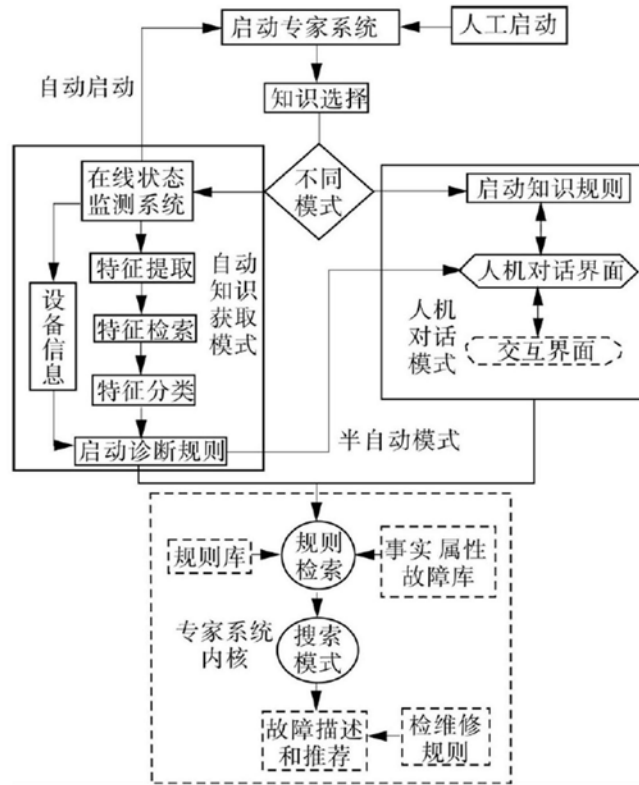 启动专家系统
人工启动
自动启动
知识选择
不同
模式
在线状态
监测系统
启动知识规则
特征提取
自动
知识
获取
模式
设
备
信
息
特征检索
特征分类
启动诊断规则
人机对话界面
人机
对话
模式
交互界面
半自动模式
规则库
规则
检索
事实 属性
故障库
专家系统
内核
搜索
模式
故障描述
和推荐
检维修
规则